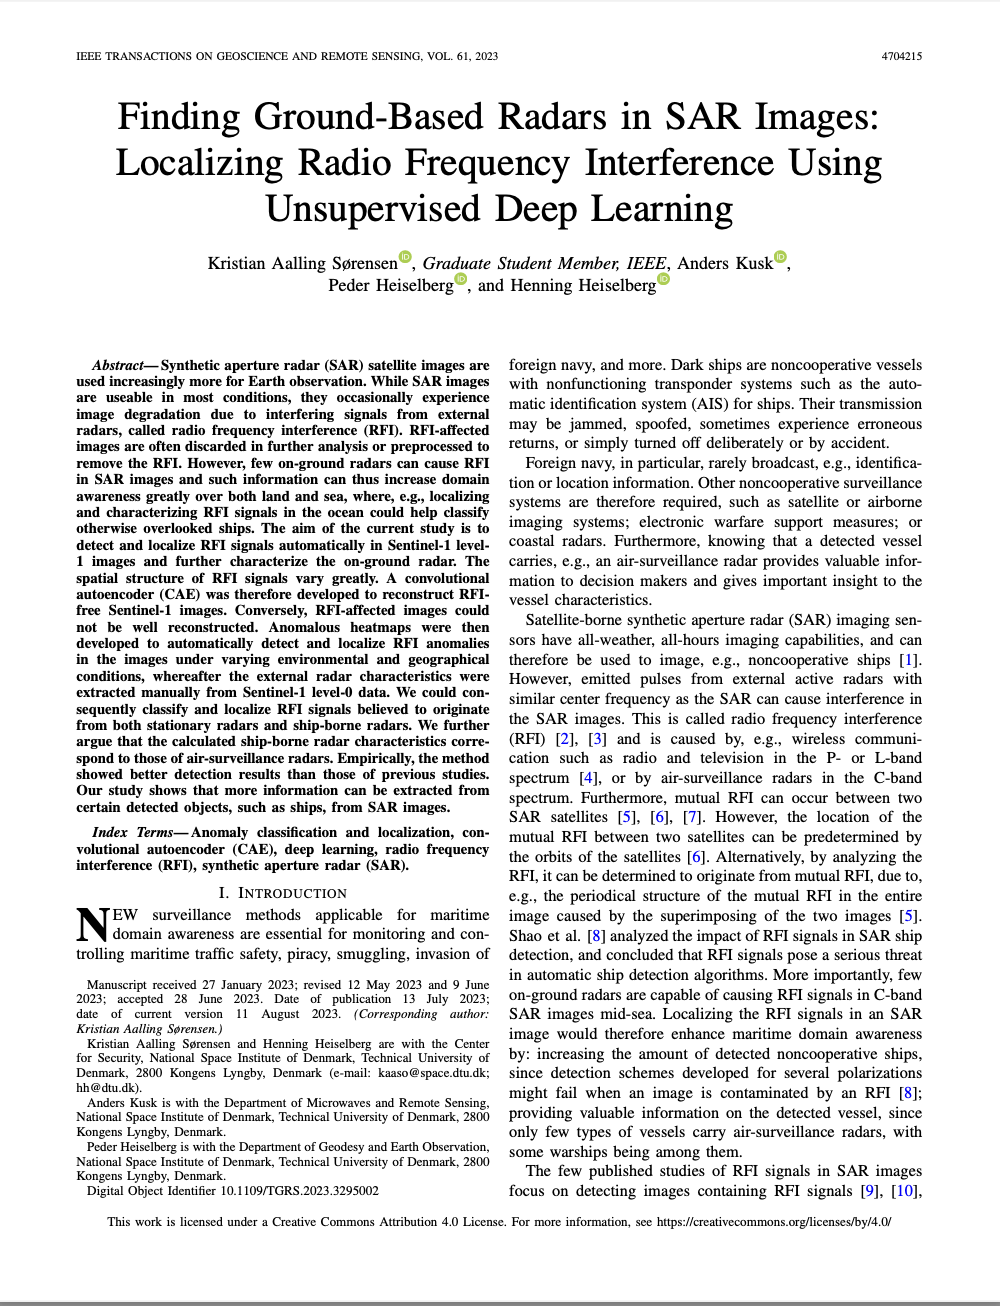 IEEE TRANSACTIONS ON GEOSCIENCE AND REMOTE SENSING, VOL. 61, 2023
4704215
Finding Ground-Based Radars in SAR Images:
Localizing Radio Frequency Interference Using
Unsupervised Deep Learning
Kristian Aalling Sørensen, Graduate Student Member, IEEE, Anders Kusk,
Peder Heiselberg, and Henning Heiselberg
Abstract—Synthetic aperture radar (SAR) satellite images are
used increasingly more for Earth observation. While SAR images
are useable in most conditions, they occasionally experience
image degradation due to interfering signals from external
radars, called radio frequency interference (RFI). RFI-affected
images are often discarded in further analysis or preprocessed to
remove the RFI. However, few on-ground radars can cause RFI
in SAR images and such information can thus increase domain
awareness greatly over both land and sea, where, e.g., localizing
and characterizing RFI signals in the ocean could help classify
otherwise overlooked ships. The aim of the current study is to
detect and localize RFI signals automatically in Sentinel-1 level-
1 images and further characterize the on-ground radar. The
spatial structure of RFI signals vary greatly. A convolutional
autoencoder (CAE) was therefore developed to reconstruct RFI-
free Sentinel-1 images. Conversely, RFI-affected images could
not be well reconstructed. Anomalous heatmaps were then
developed to automatically detect and localize RFI anomalies
in the images under varying environmental and geographical
conditions, whereafter the external radar characteristics were
extracted manually from Sentinel-1 level-0 data. We could con-
sequently classify and localize RFI signals believed to originate
from both stationary radars and ship-borne radars. We further
argue that the calculated ship-borne radar characteristics corre-
spond to those of air-surveillance radars. Empirically, the method
showed better detection results than those of previous studies.
Our study shows that more information can be extracted from
certain detected objects, such as ships, from SAR images.
Index Terms—Anomaly classification and localization, con-
volutional autoencoder (CAE), deep learning, radio frequency
interference (RFI), synthetic aperture radar (SAR).
I. INTRODUCTION
NEW surveillance methods applicable for maritime
domain awareness are essential for monitoring and con-
trolling maritime traffic safety, piracy, smuggling, invasion of
Manuscript received 27 January 2023; revised 12 May 2023 and 9 June
2023; accepted 28 June 2023. Date of publication 13 July 2023;
date of current version 11 August 2023. (Corresponding author:
Kristian Aalling Sørensen.)
Kristian Aalling Sørensen and Henning Heiselberg are with the Center
for Security, National Space Institute of Denmark, Technical University of
Denmark, 2800 Kongens Lyngby, Denmark (e-mail: kaaso@space.dtu.dk;
hh@dtu.dk).
Anders Kusk is with the Department of Microwaves and Remote Sensing,
National Space Institute of Denmark, Technical University of Denmark, 2800
Kongens Lyngby, Denmark.
Peder Heiselberg is with the Department of Geodesy and Earth Observation,
National Space Institute of Denmark, Technical University of Denmark, 2800
Kongens Lyngby, Denmark.
Digital Object Identifier 10.1109/TGRS.2023.3295002
foreign navy, and more. Dark ships are noncooperative vessels
with nonfunctioning transponder systems such as the auto-
matic identification system (AIS) for ships. Their transmission
may be jammed, spoofed, sometimes experience erroneous
returns, or simply turned off deliberately or by accident.
Foreign navy, in particular, rarely broadcast, e.g., identifica-
tion or location information. Other noncooperative surveillance
systems are therefore required, such as satellite or airborne
imaging systems; electronic warfare support measures; or
coastal radars. Furthermore, knowing that a detected vessel
carries, e.g., an air-surveillance radar provides valuable infor-
mation to decision makers and gives important insight to the
vessel characteristics.
Satellite-borne synthetic aperture radar (SAR) imaging sen-
sors have all-weather, all-hours imaging capabilities, and can
therefore be used to image, e.g., noncooperative ships [1].
However, emitted pulses from external active radars with
similar center frequency as the SAR can cause interference in
the SAR images. This is called radio frequency interference
(RFI) [2], [3] and is caused by, e.g., wireless communi-
cation such as radio and television in the P- or L-band
spectrum [4], or by air-surveillance radars in the C-band
spectrum. Furthermore, mutual RFI can occur between two
SAR satellites [5], [6], [7]. However, the location of the
mutual RFI between two satellites can be predetermined by
the orbits of the satellites [6]. Alternatively, by analyzing the
RFI, it can be determined to originate from mutual RFI, due to,
e.g., the periodical structure of the mutual RFI in the entire
image caused by the superimposing of the two images [5].
Shao et al. [8] analyzed the impact of RFI signals in SAR ship
detection, and concluded that RFI signals pose a serious threat
in automatic ship detection algorithms. More importantly, few
on-ground radars are capable of causing RFI signals in C-band
SAR images mid-sea. Localizing the RFI signals in an SAR
image would therefore enhance maritime domain awareness
by: increasing the amount of detected noncooperative ships,
since detection schemes developed for several polarizations
might fail when an image is contaminated by an RFI [8];
providing valuable information on the detected vessel, since
only few types of vessels carry air-surveillance radars, with
some warships being among them.
The few published studies of RFI signals in SAR images
focus on detecting images containing RFI signals [9], [10],
This work is licensed under a Creative Commons Attribution 4.0 License. For more information, see https://creativecommons.org/licenses/by/4.0/